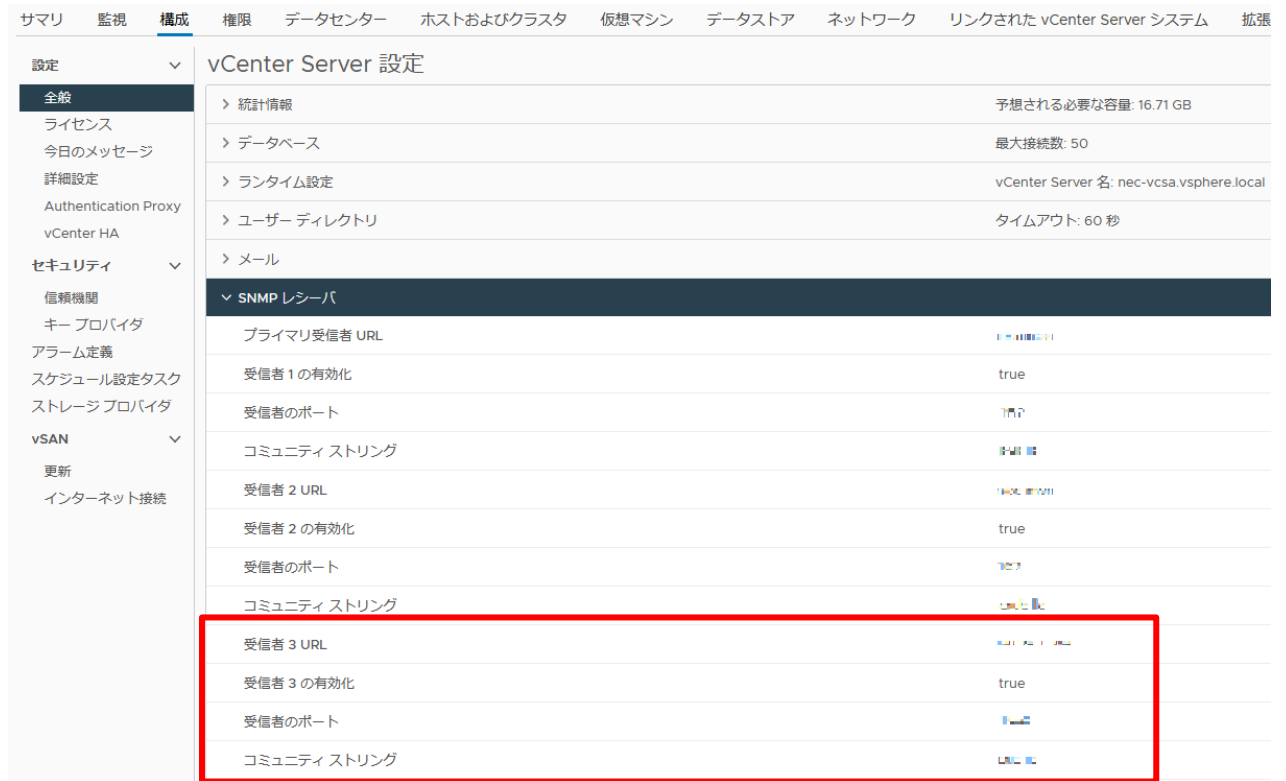 サマリ 監視 構成 権限 データセンター ホストおよびクラスタ 仮想マシン データストア ネットワーク リンクされた vCenter Server システム 拡張
設定
全般
ライセンス
今日のメッセージ
詳細設定
Authentication Proxy
vCenter HA
セキュリティ
信頼機関
キー プロバイダ
アラーム定義
スケジュール設定タスク
ストレージ プロバイダ
vSAN
更新
インターネット接続
vCenter Server 設定
統計情報 予想される必要な容量: 16.71 GB
データベース 最大接続数: 50
ランタイム設定 vCenter Server 名: nec-vcsa.vsphere.local
ユーザー ディレクトリ タイムアウト: 60 秒
メール
SNMP レシーバ
プライマリ受信者 URL
受信者 1 の有効化 true
受信者のポート
コミュニティ ストリング
受信者 2 URL
受信者 2 の有効化 true
受信者のポート
コミュニティ ストリング
受信者 3 URL
受信者 3 の有効化 true
受信者のポート
コミュニティ ストリング